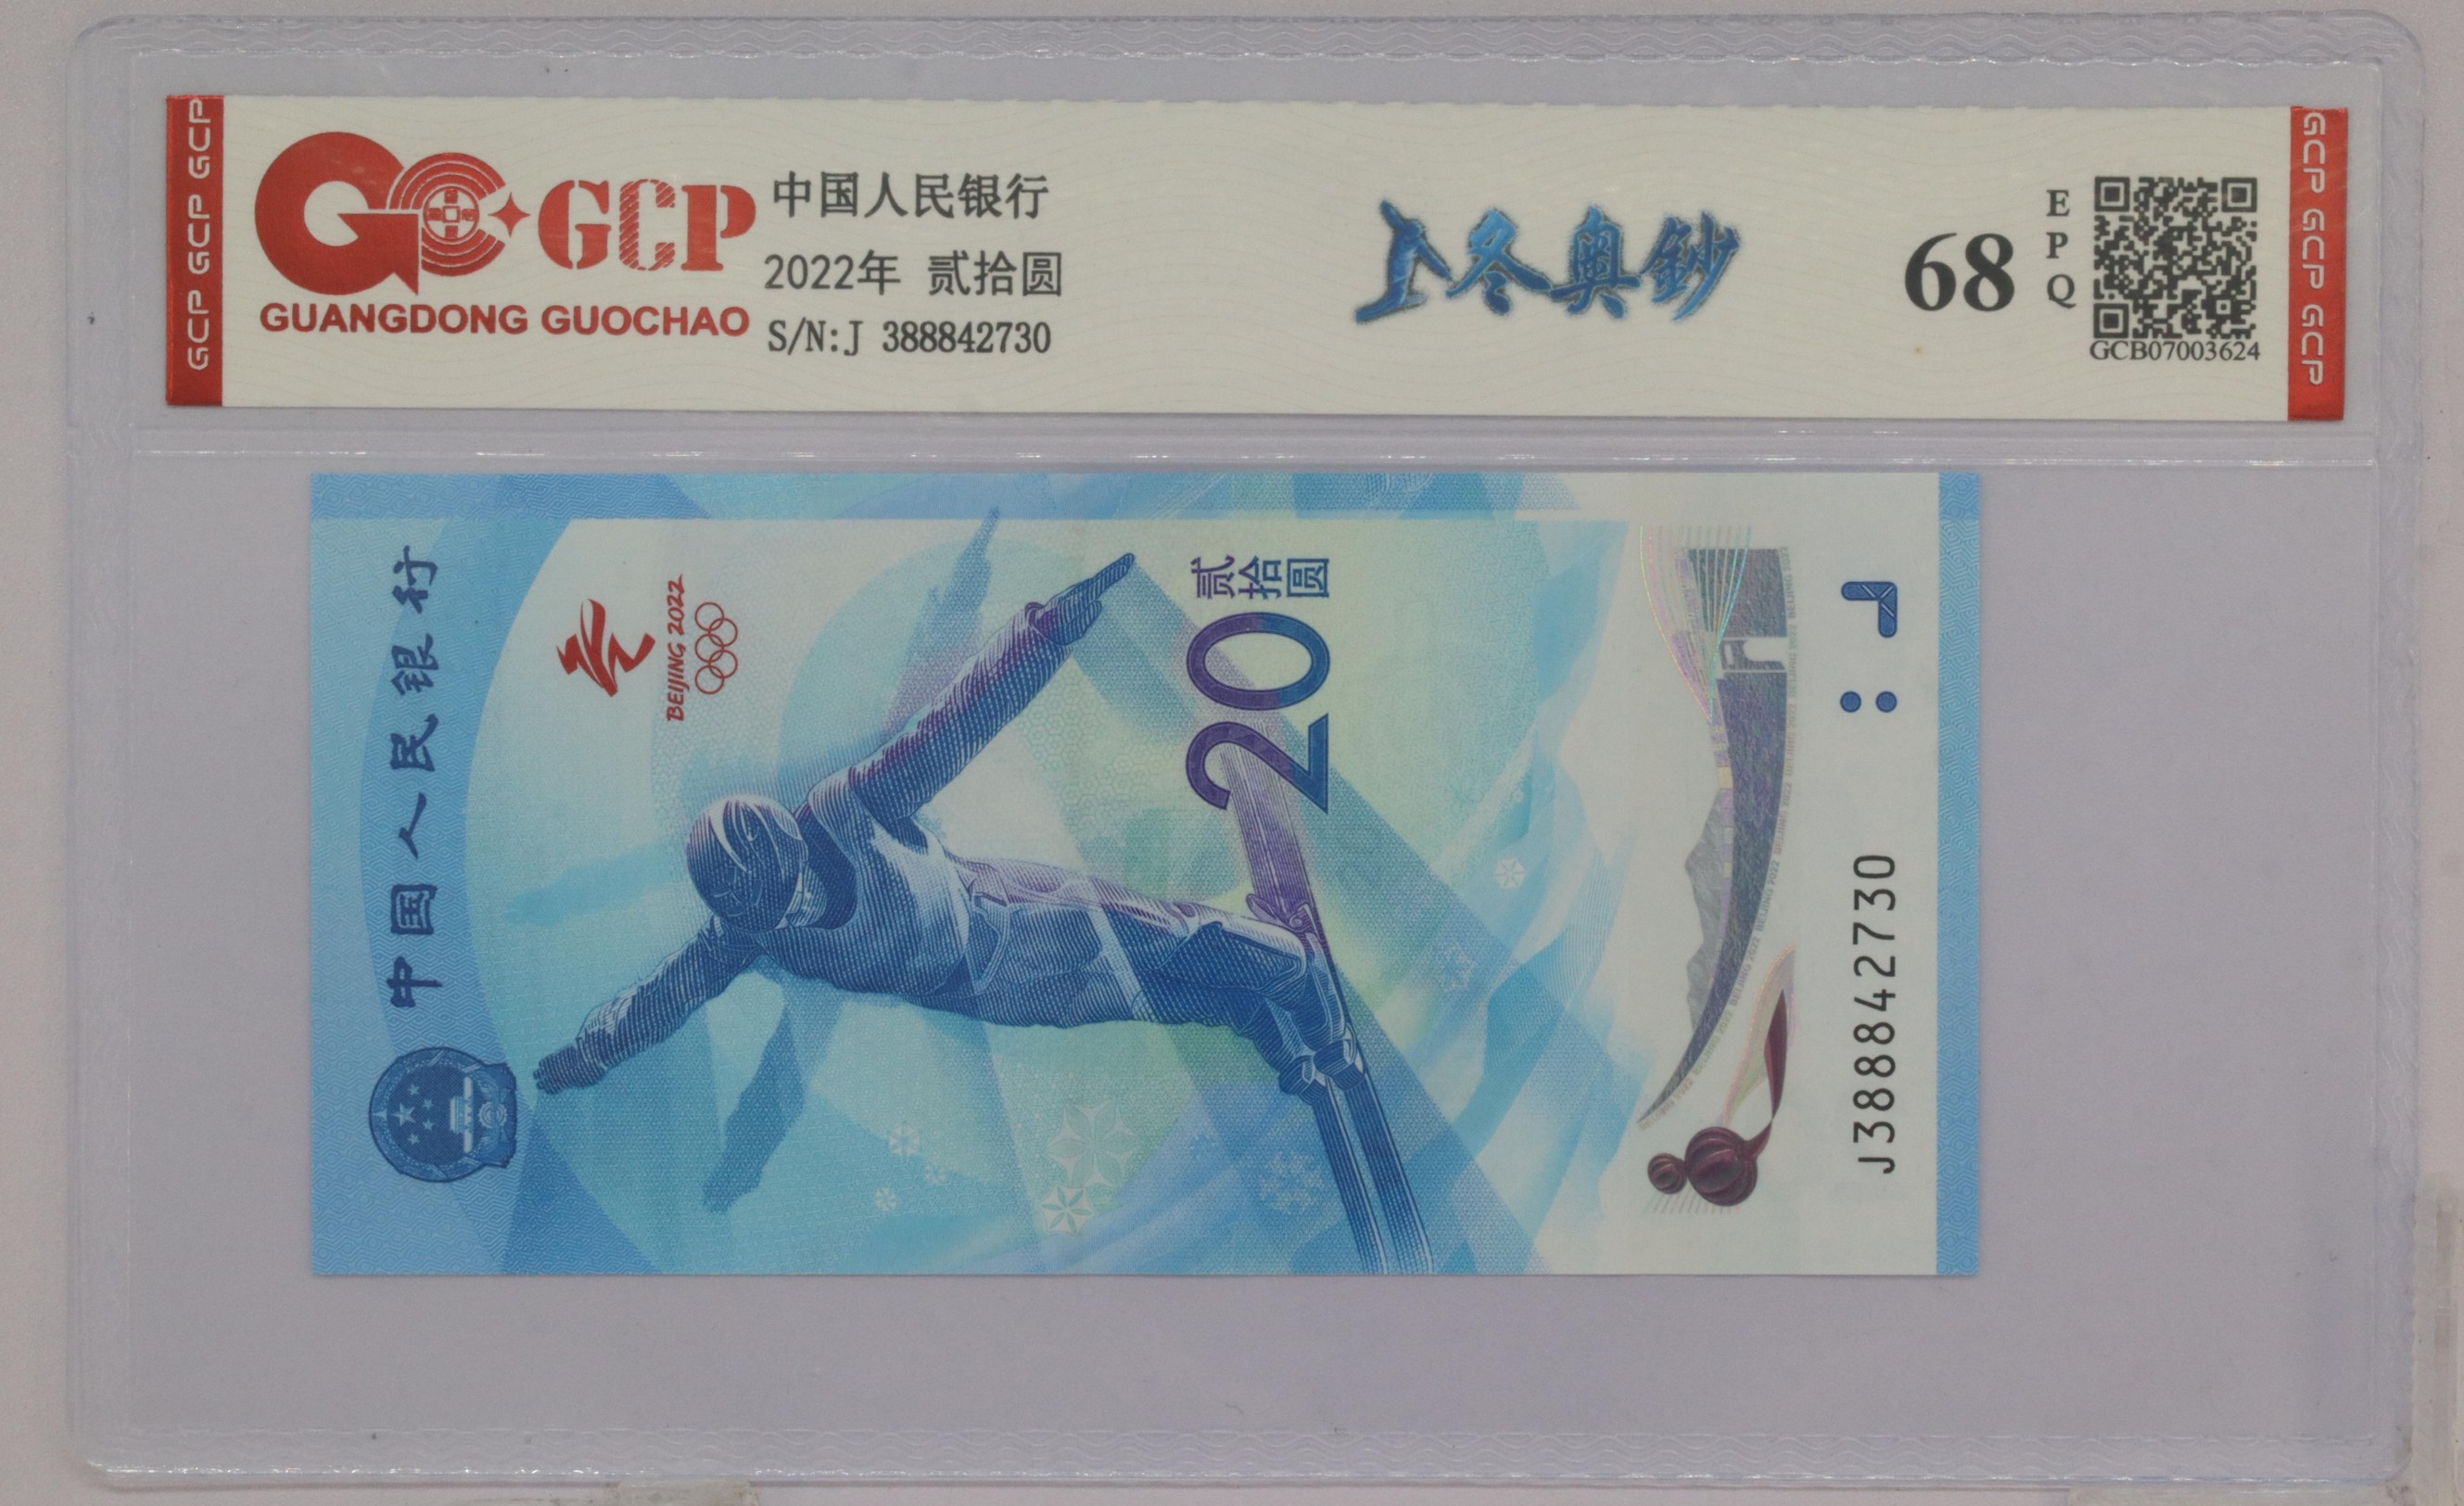 GCP GCP GCP
GCP
GUANGDONG GUOCHAO
中国人民银行
2022年 贰拾圆
S/N:J 388842730
冬奥鈔
68
EPQ
GCB07003624
GCP GCP GCP
中国人民银行
BEIJING 2022
贰拾圆
20
J388842730